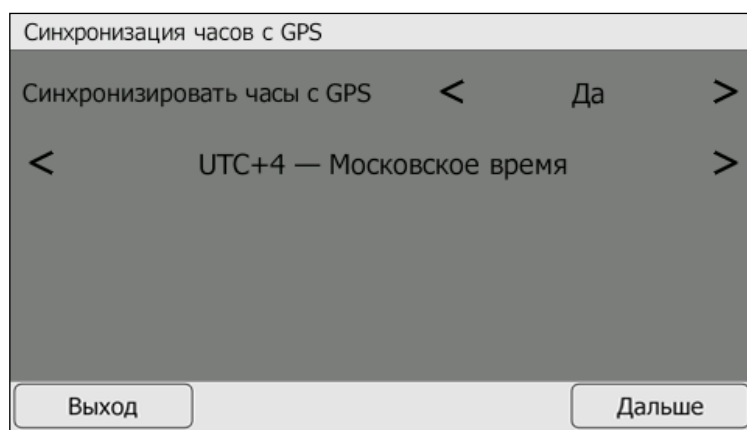 Синхронизация часов с GPS
Синхронизировать часы с GPS < Да >
< UTC+4 — Московское время >
Выход Дальше